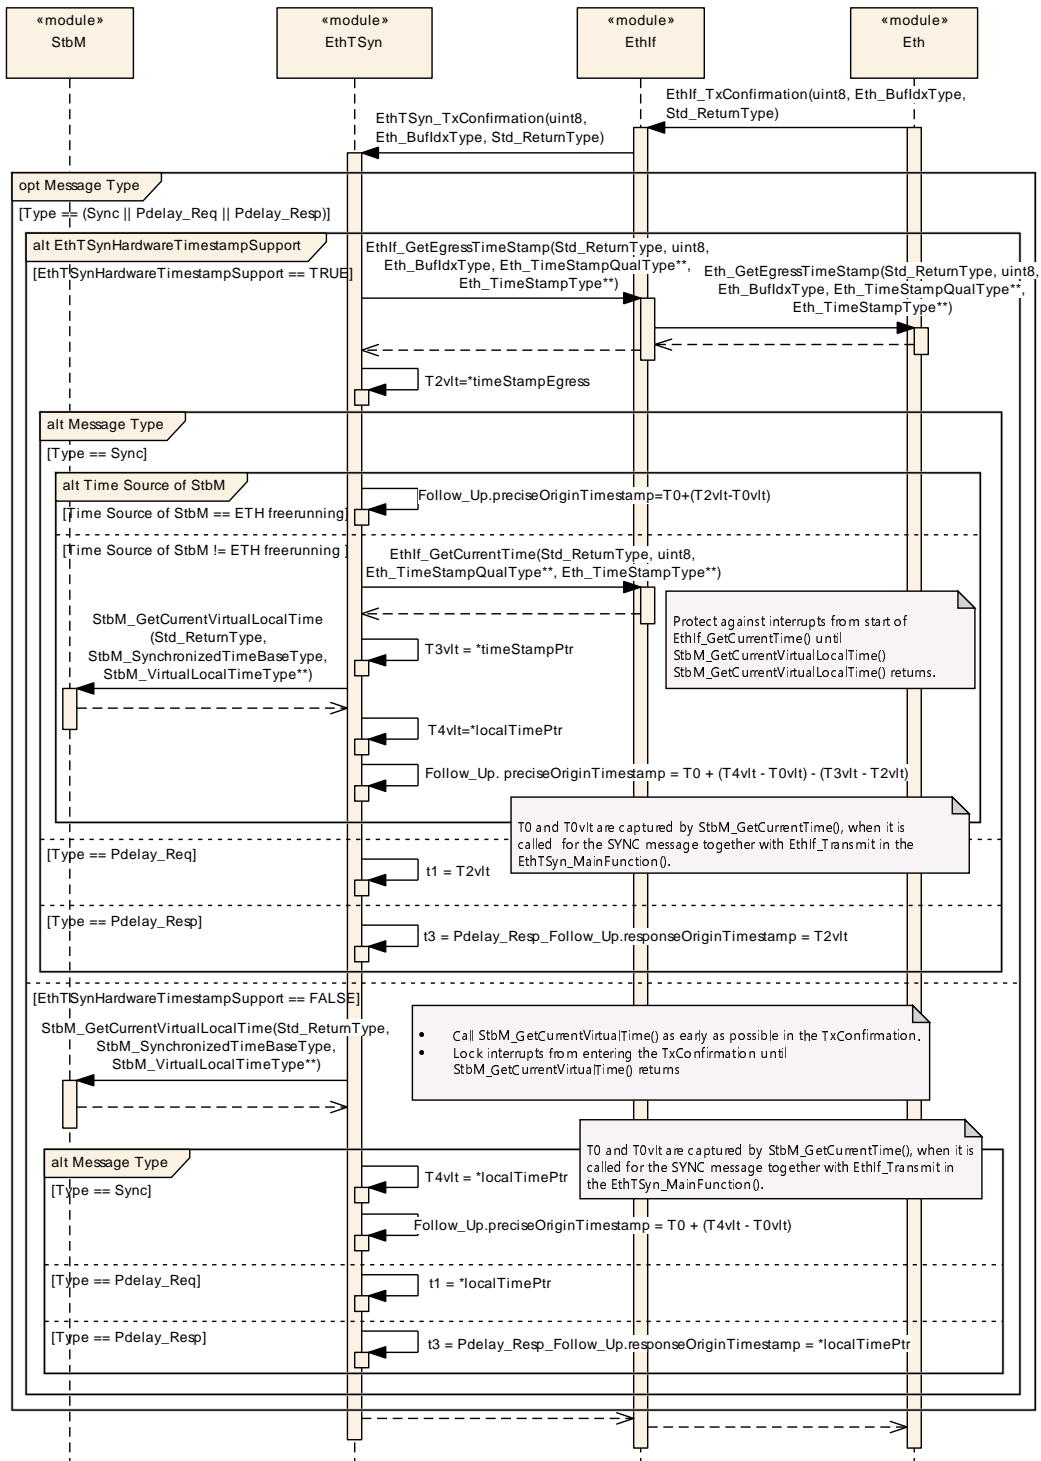 «module»
StbM
«module»
EthTSyn
«module»
EthIf
«module»
Eth
EthIf_TxConfirmation(uint8, Eth_BufIdxType,
Std_ReturnType)
EthTSyn_TxConfirmation(uint8,
Eth_BufIdxType, Std_ReturnType)
opt Message Type
[Type == (Sync || Pdelay_Req || Pdelay_Resp)]
alt EthTSynHardwareTimestampSupport
[EthTSynHardwareTimestampSupport == TRUE]
EthIf_GetEgressTimeStamp(Std_ReturnType, uint8,
Eth_BufIdxType, Eth_TimeStampQualType**,
Eth_TimeStampType**)
Eth_GetEgressTimeStamp(Std_ReturnType, uint8,
Eth_BufIdxType, Eth_TimeStampQualType**,
Eth_TimeStampType**)
T2vlt=*timeStampEgress
alt Message Type
[Type == Sync]
alt Time Source of StbM
[Time Source of StbM == ETH freerunning]
Follow_Up.preciseOriginTimestamp=T0+(T2vlt-T0vlt)
[Time Source of StbM != ETH freerunning ]
EthIf_GetCurrentTime(Std_ReturnType, uint8,
Eth_TimeStampQualType**, Eth_TimeStampType**)
Protect against interrupts from start of
EthIf_GetCurrentTime() until
StbM_GetCurrentVirtualLocalTime()
StbM_GetCurrentVirtualLocalTime() returns.
StbM_GetCurrentVirtualLocalTime
(Std_ReturnType,
StbM_SynchronizedTimeBaseType,
StbM_VirtualLocalTimeType**)
T3vlt = *timeStampPtr
T4vlt=*localTimePtr
Follow_Up. preciseOriginTimestamp = T0 + (T4vlt - T0vlt) - (T3vlt - T2vlt)
T0 and T0vlt are captured by StbM_GetCurrentTime(), when it is
called for the SYNC message together with EthIf_Transmit in the
EthTSyn_MainFunction().
[Type == Pdelay_Req]
t1 = T2vlt
[Type == Pdelay_Resp]
t3 = Pdelay_Resp_Follow_Up.responseOriginTimestamp = T2vlt
[EthTSynHardwareTimestampSupport == FALSE]
StbM_GetCurrentVirtualLocalTime(Std_ReturnType,
StbM_SynchronizedTimeBaseType,
StbM_VirtualLocalTimeType**)
• Call StbM_GetCurrentVirtualTime() as early as possible in the TxConfirmation.
• Lock interrupts from entering the TxConfirmation until
StbM_GetCurrentVirtualTime() returns
T0 and T0vlt are captured by StbM_GetCurrentTime(), when it is
called for the SYNC message together with EthIf_Transmit in
the EthTSyn_MainFunction().
alt Message Type
[Type == Sync]
T4vlt = *localTimePtr
Follow_Up.preciseOriginTimestamp = T0 + (T4vlt - T0vlt)
[Type == Pdelay_Req]
t1 = *localTimePtr
[Type == Pdelay_Resp]
t3 = Pdelay_Resp_Follow_Up.responseOriginTimestamp = *localTimePtr